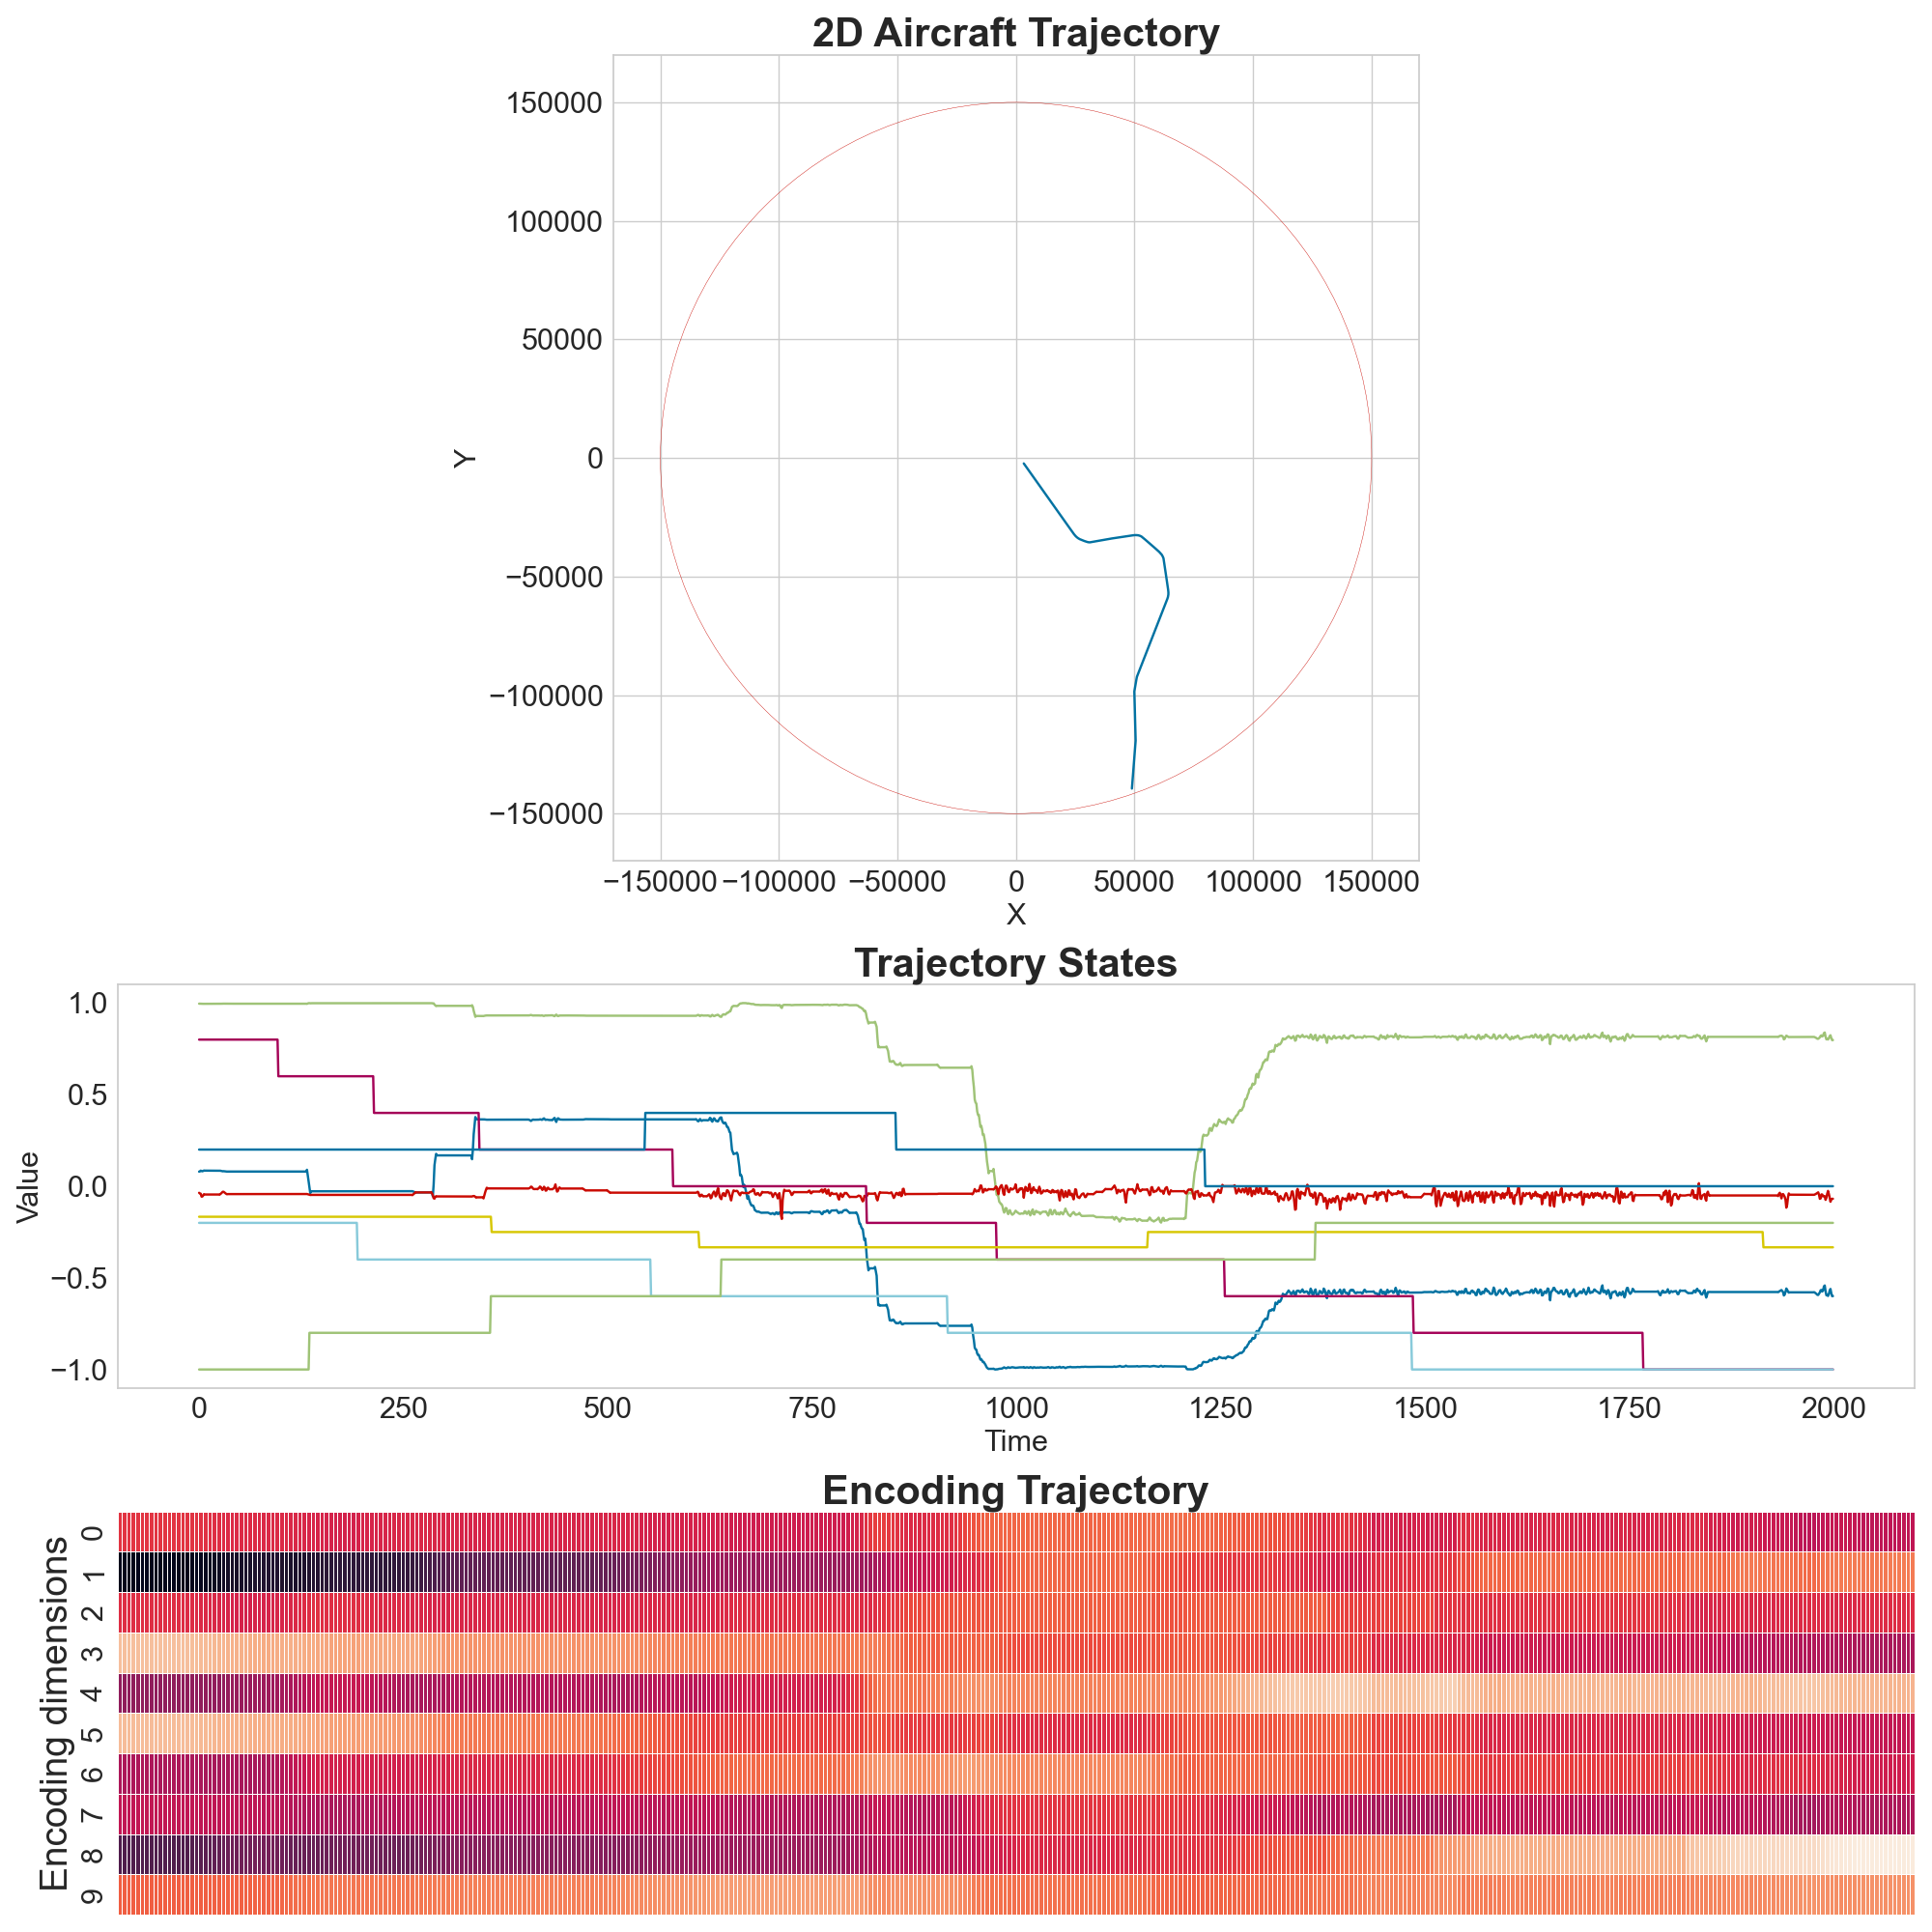 2D Aircraft Trajectory
150000
100000
50000
0
−50000
−100000
−150000
Y
−150000 −100000 −50000 0 50000 100000 150000
X
Trajectory States
1.0
0.5
0.0
−0.5
−1.0
Value
0 250 500 750 1000 1250 1500 1750 2000
Time
Encoding Trajectory
0
1
2
3
4
5
6
7
8
9
Encoding dimensions